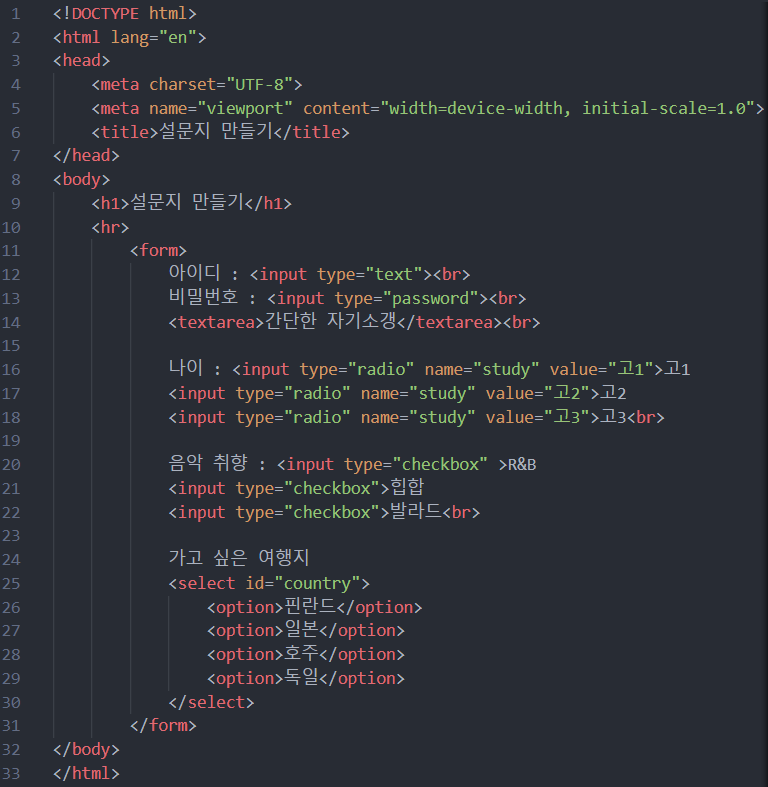 1 <!DOCTYPE html>
2 <html lang="en">
3 <head>
4     <meta charset="UTF-8">
5     <meta name="viewport" content="width=device-width, initial-scale=1.0">
6     <title>설문지 만들기</title>
7 </head>
8 <body>
9     <h1>설문지 만들기</h1>
10     <hr>
11         <form>
12             아이디 : <input type="text"><br>
13             비밀번호 : <input type="password"><br>
14             <textarea>간단한 자기소갱</textarea><br>
15
16             나이 : <input type="radio" name="study" value="고1">고1
17             <input type="radio" name="study" value="고2">고2
18             <input type="radio" name="study" value="고3">고3<br>
19
20             음악 취향 : <input type="checkbox" >R&B
21             <input type="checkbox">힙합
22             <input type="checkbox">발라드<br>
23
24             가고 싶은 여행지
25             <select id="country">
26                 <option>핀란드</option>
27                 <option>일본</option>
28                 <option>호주</option>
29                 <option>독일</option>
30             </select>
31         </form>
32 </body>
33 </html>